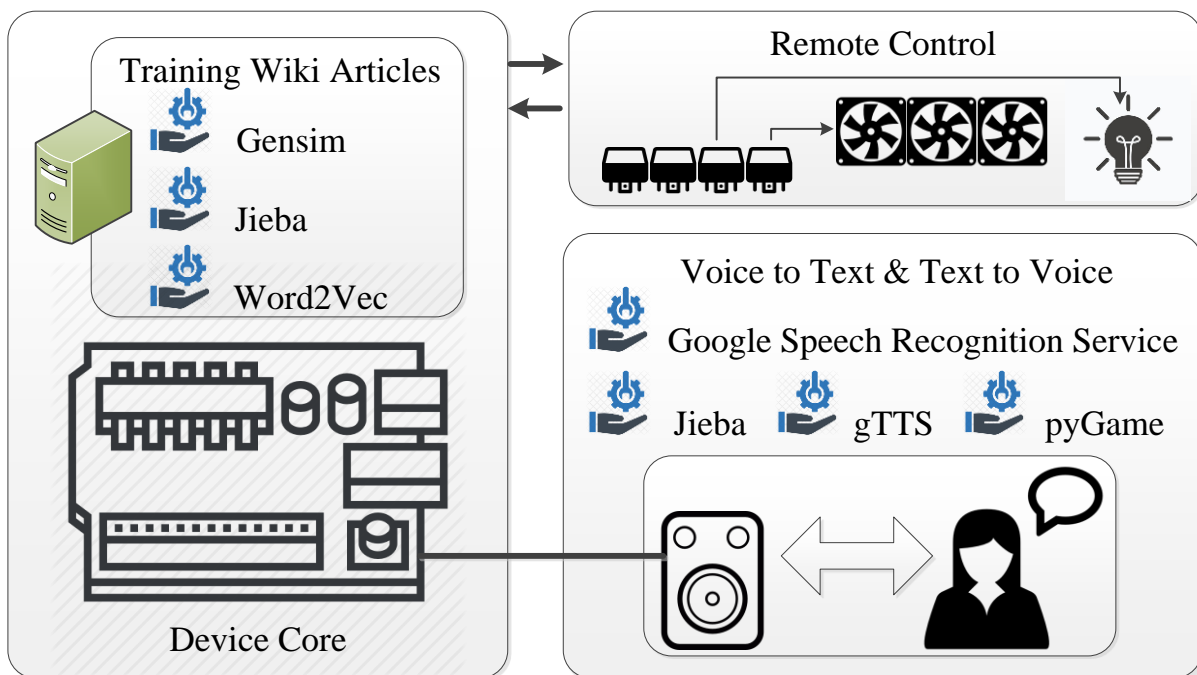 Training Wiki Articles
Gensim
Jieba
Word2Vec
Device Core
Remote Control
Voice to Text & Text to Voice
Google Speech Recognition Service
Jieba gTTS pyGame